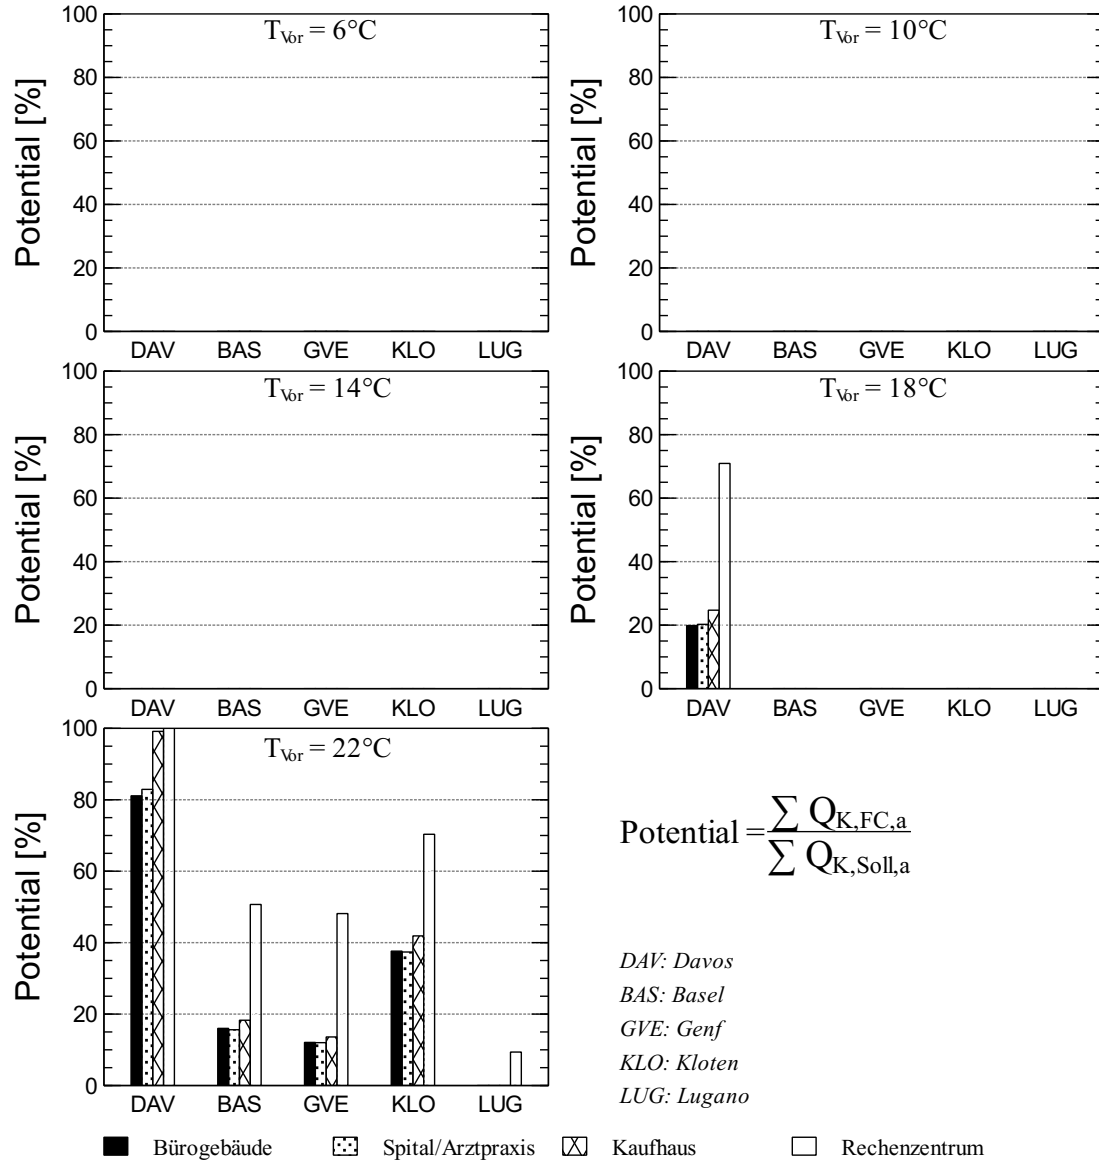 T_Vor = 6°C
Potential [%]
100
80
60
40
20
0
DAV BAS GVE KLO LUG
T_Vor = 10°C
Potential [%]
100
80
60
40
20
0
DAV BAS GVE KLO LUG
T_Vor = 14°C
Potential [%]
100
80
60
40
20
0
DAV BAS GVE KLO LUG
T_Vor = 18°C
Potential [%]
100
80
60
40
20
0
DAV BAS GVE KLO LUG
T_Vor = 22°C
Potential [%]
100
80
60
40
20
0
DAV BAS GVE KLO LUG
Potential = ∑ Q_K,FC,a / ∑ Q_K,Soll,a
DAV: Davos
BAS: Basel
GVE: Genf
KLO: Kloten
LUG: Lugano
Bürogebäude Spital/Arztpraxis Kaufhaus Rechenzentrum